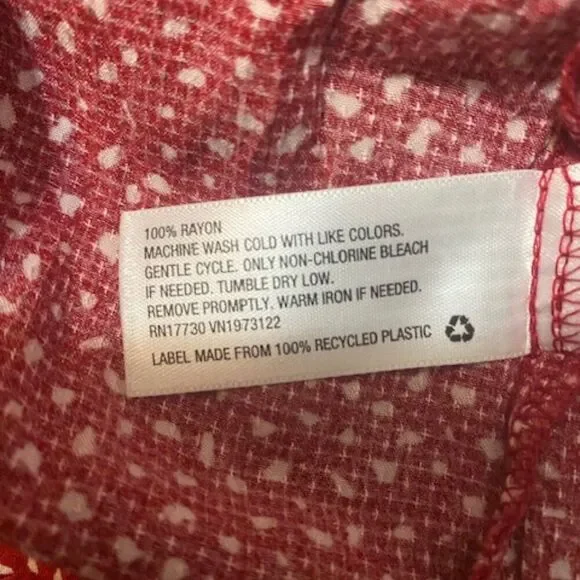 100% RAYON
MACHINE WASH COLD WITH LIKE COLORS.
GENTLE CYCLE. ONLY NON-CHLORINE BLEACH
IF NEEDED. TUMBLE DRY LOW.
REMOVE PROMPTLY. WARM IRON IF NEEDED.
RN17730 VN1973122
LABEL MADE FROM 100% RECYCLED PLASTIC